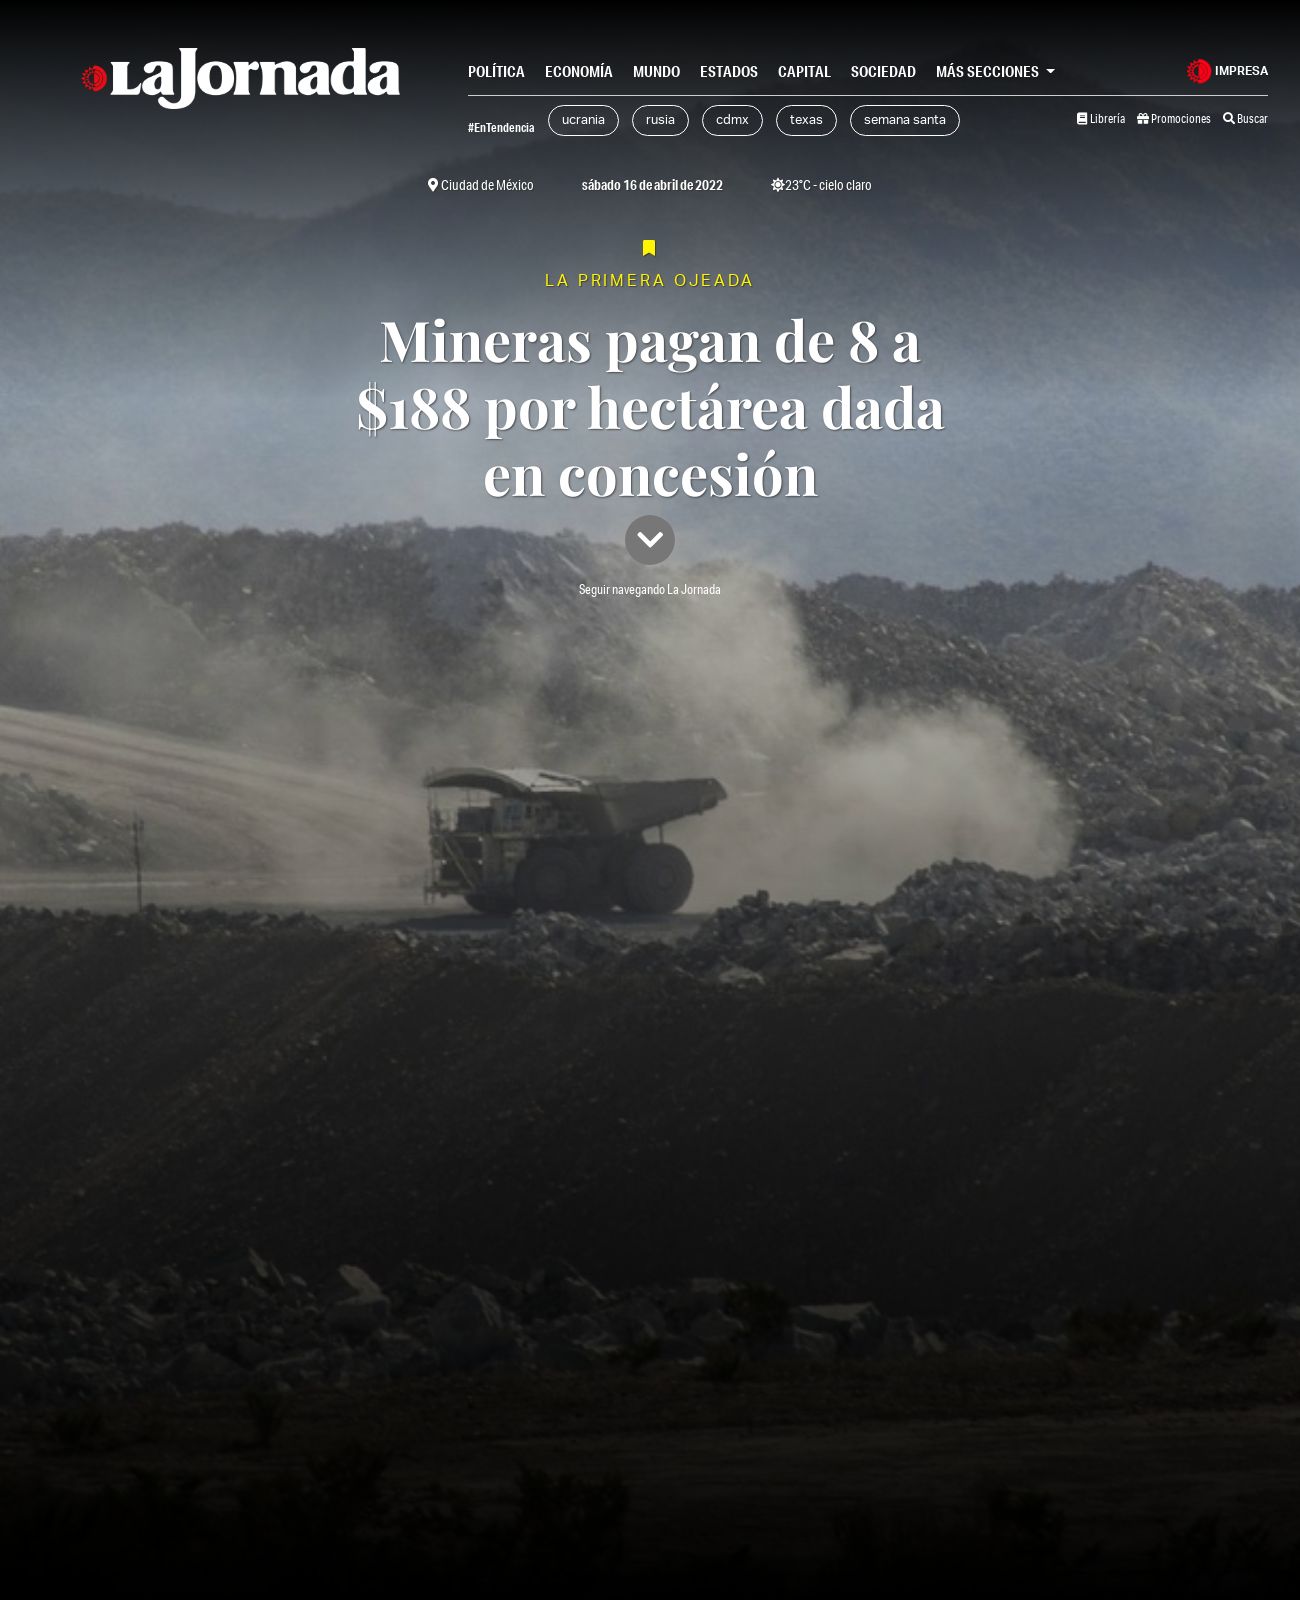 La Jornada
POLÍTICA ECONOMÍA MUNDO ESTADOS CAPITAL SOCIEDAD MÁS SECCIONES IMPRESA
#EnTendencia ucrania rusia cdmx texas semana santa Librería Promociones Buscar
Ciudad de México sábado 16 de abril de 2022 23°C - cielo claro
LA PRIMERA OJEADA
Mineras pagan de 8 a
$188 por hectárea dada
en concesión
Seguir navegando La Jornada